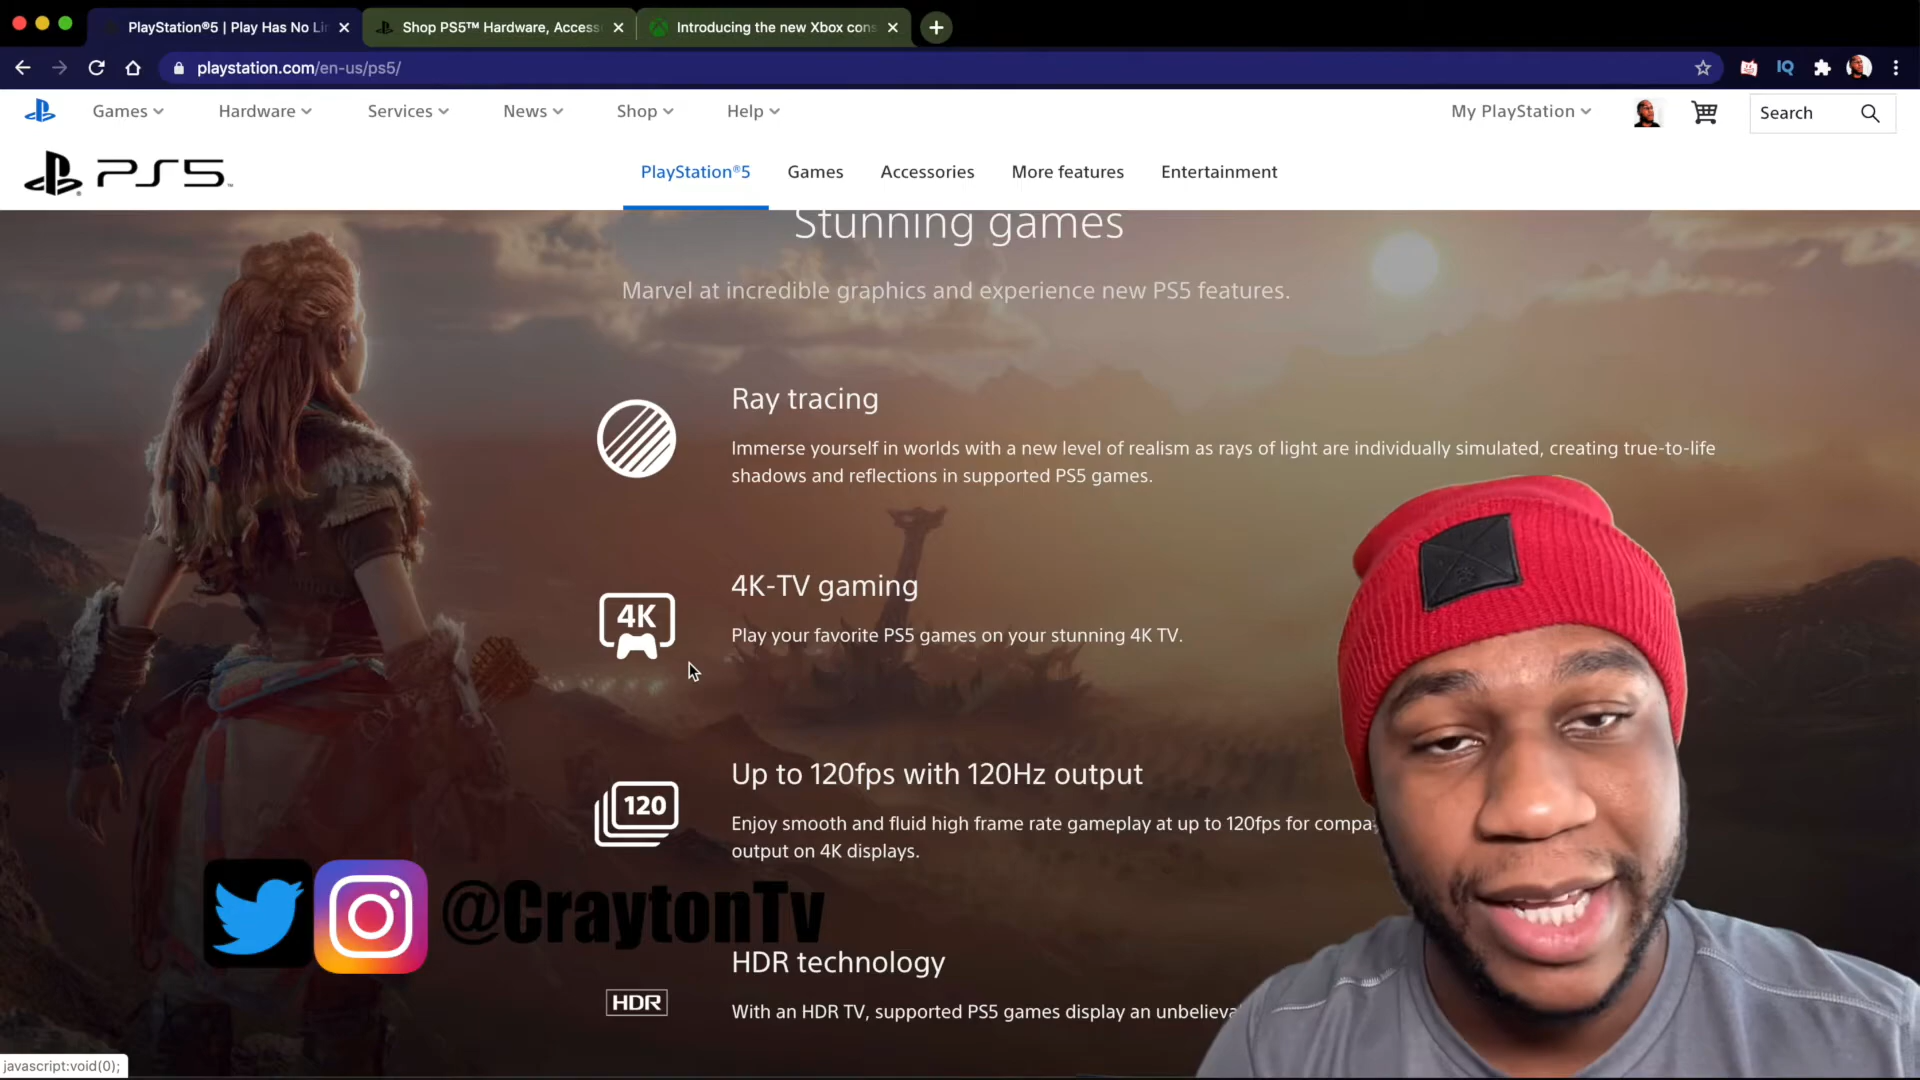 PlayStation®5 | Play Has No Li
Shop PS5™ Hardware, Access
Introducing the new Xbox cons
playstation.com/en-us/ps5/
IQ
Games
Hardware
Services
News
Shop
Help
My PlayStation
Search
PS5™
PlayStation®5
Games
Accessories
More features
Entertainment
Stunning games
Marvel at incredible graphics and experience new PS5 features.
Ray tracing
Immerse yourself in worlds with a new level of realism as rays of light are individually simulated, creating true-to-life
shadows and reflections in supported PS5 games.
4K
4K-TV gaming
Play your favorite PS5 games on your stunning 4K TV.
120
Up to 120fps with 120Hz output
Enjoy smooth and fluid high frame rate gameplay at up to 120fps for compa
output on 4K displays.
@CraytonTv
HDR
HDR technology
With an HDR TV, supported PS5 games display an unbelieva
javascript:void(0);